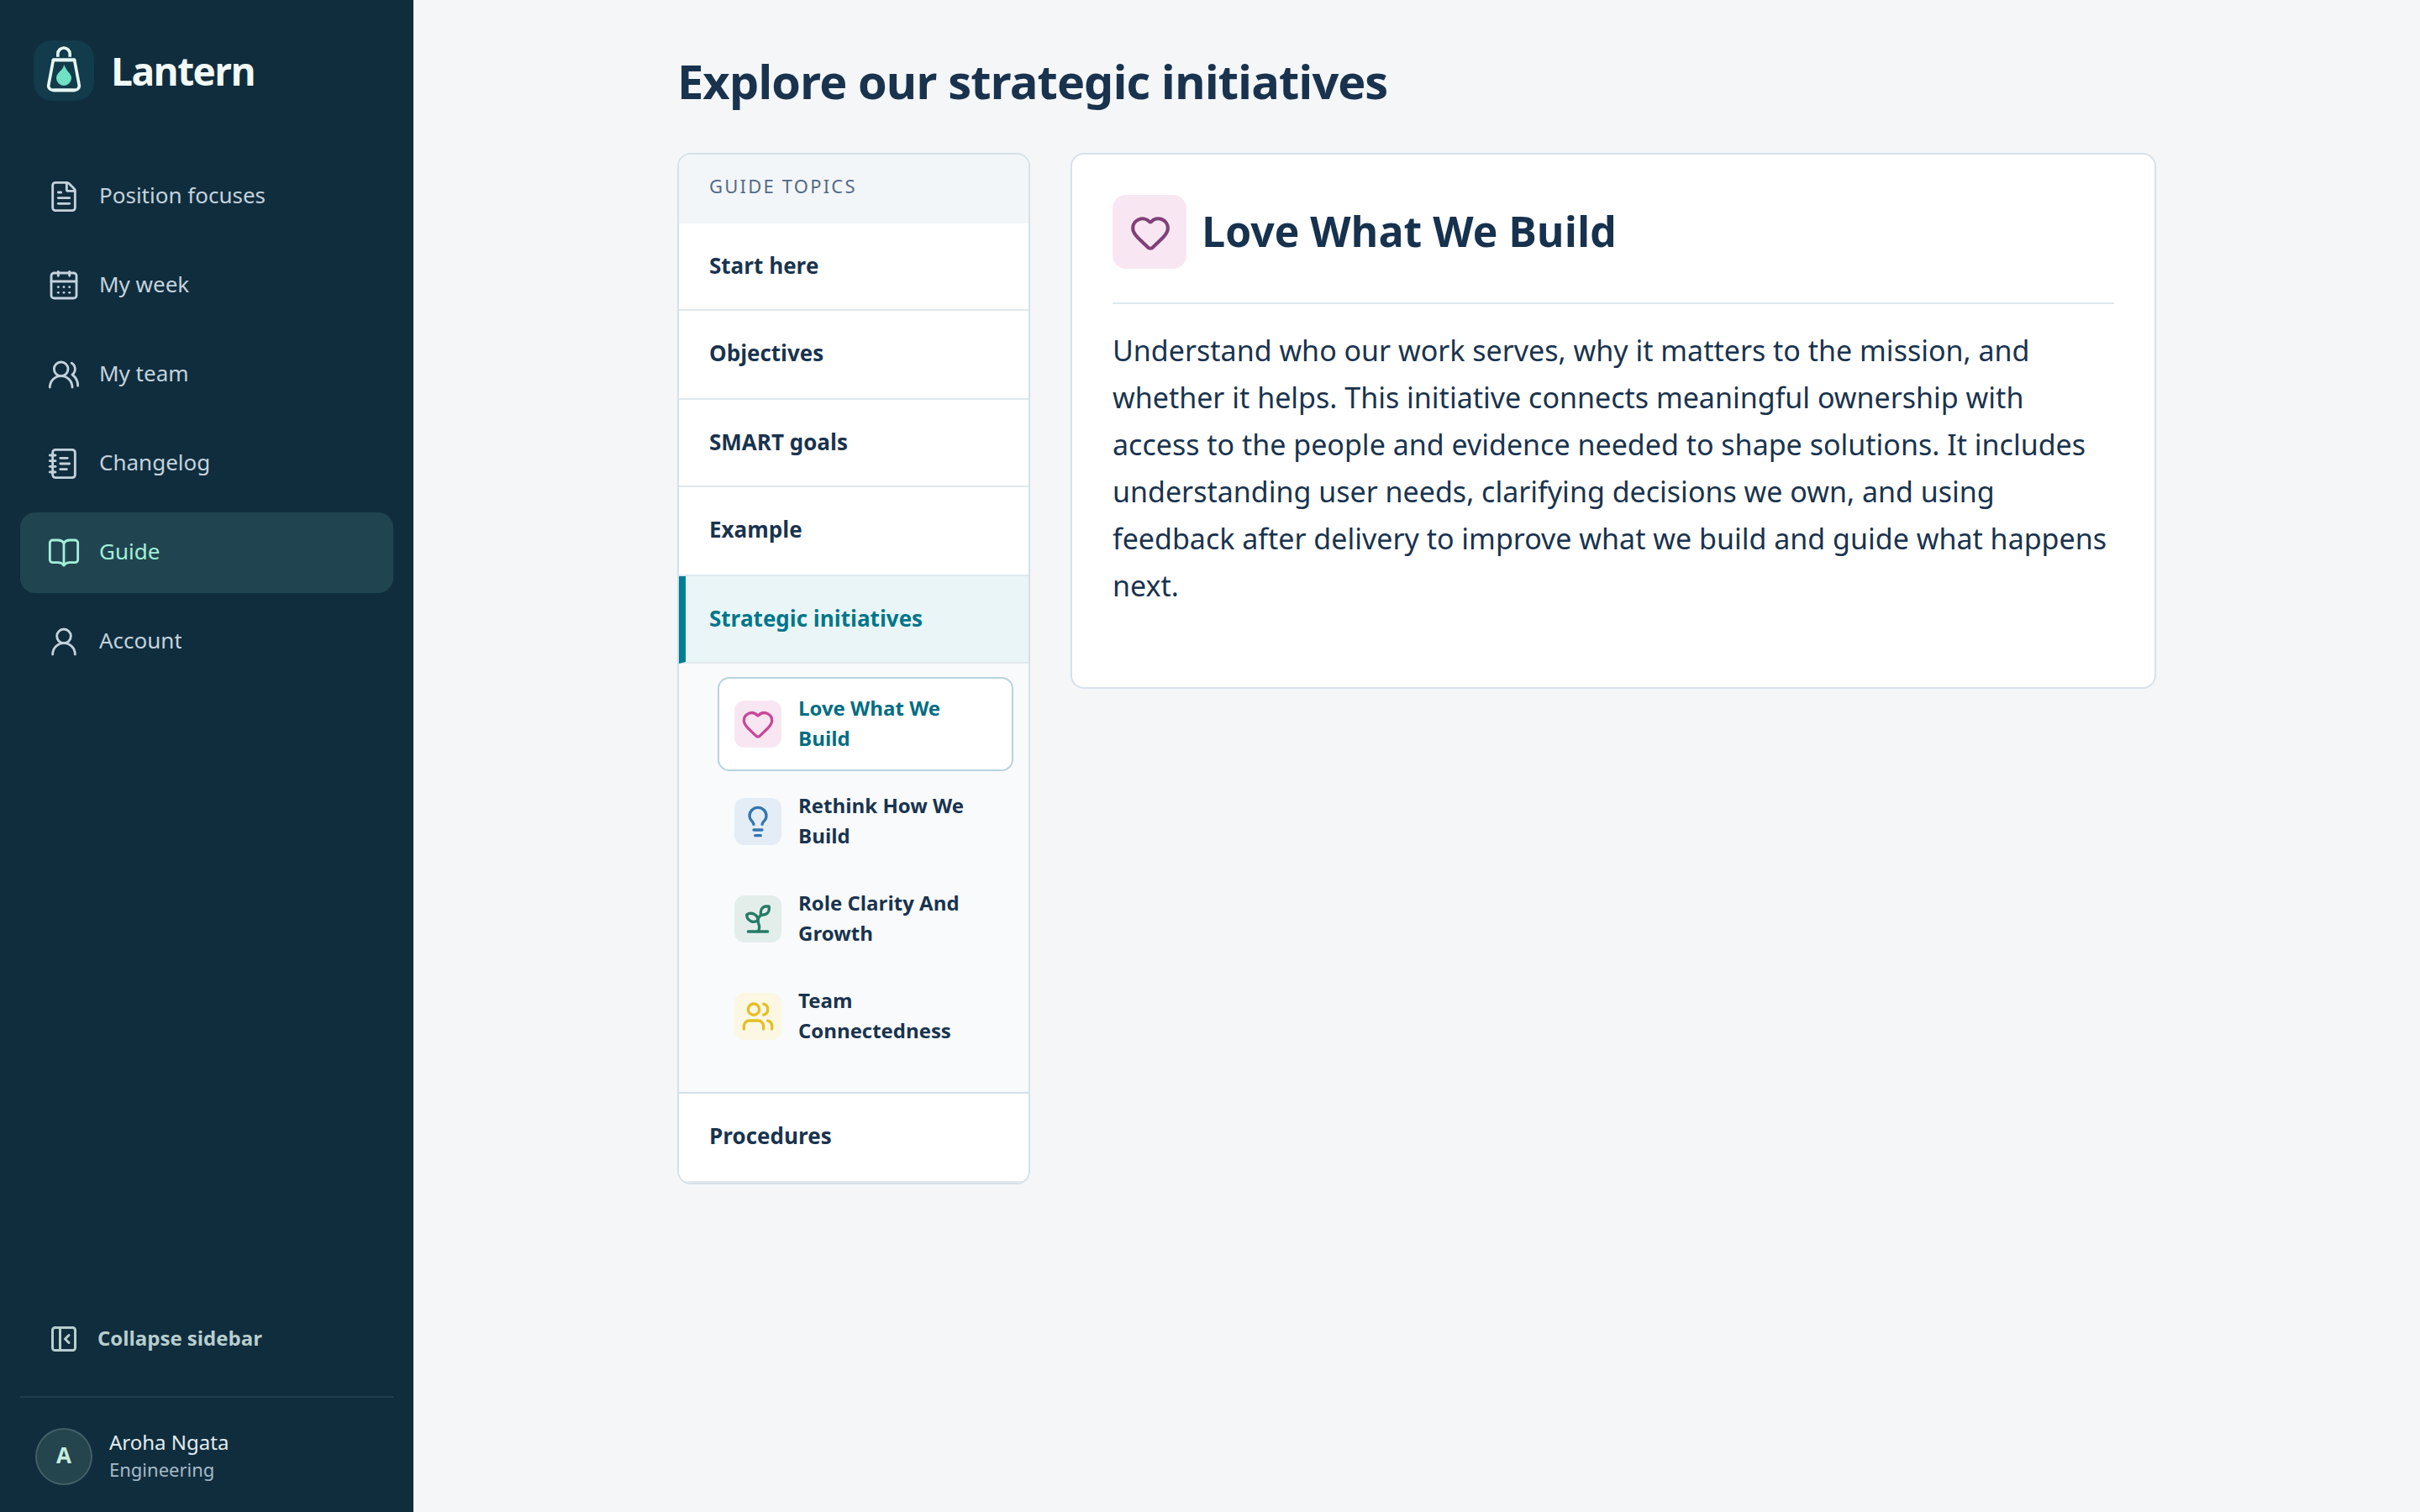 Lantern
Position focuses
My week
My team
Changelog
Guide
Account
Collapse sidebar
A
Aroha Ngata
Engineering
Explore our strategic initiatives
GUIDE TOPICS
Start here
Objectives
SMART goals
Example
Strategic initiatives
Love What We
Build
Rethink How We
Build
Role Clarity And
Growth
Team
Connectedness
Procedures
Love What We Build
Understand who our work serves, why it matters to the mission, and
whether it helps. This initiative connects meaningful ownership with
access to the people and evidence needed to shape solutions. It includes
understanding user needs, clarifying decisions we own, and using
feedback after delivery to improve what we build and guide what happens
next.